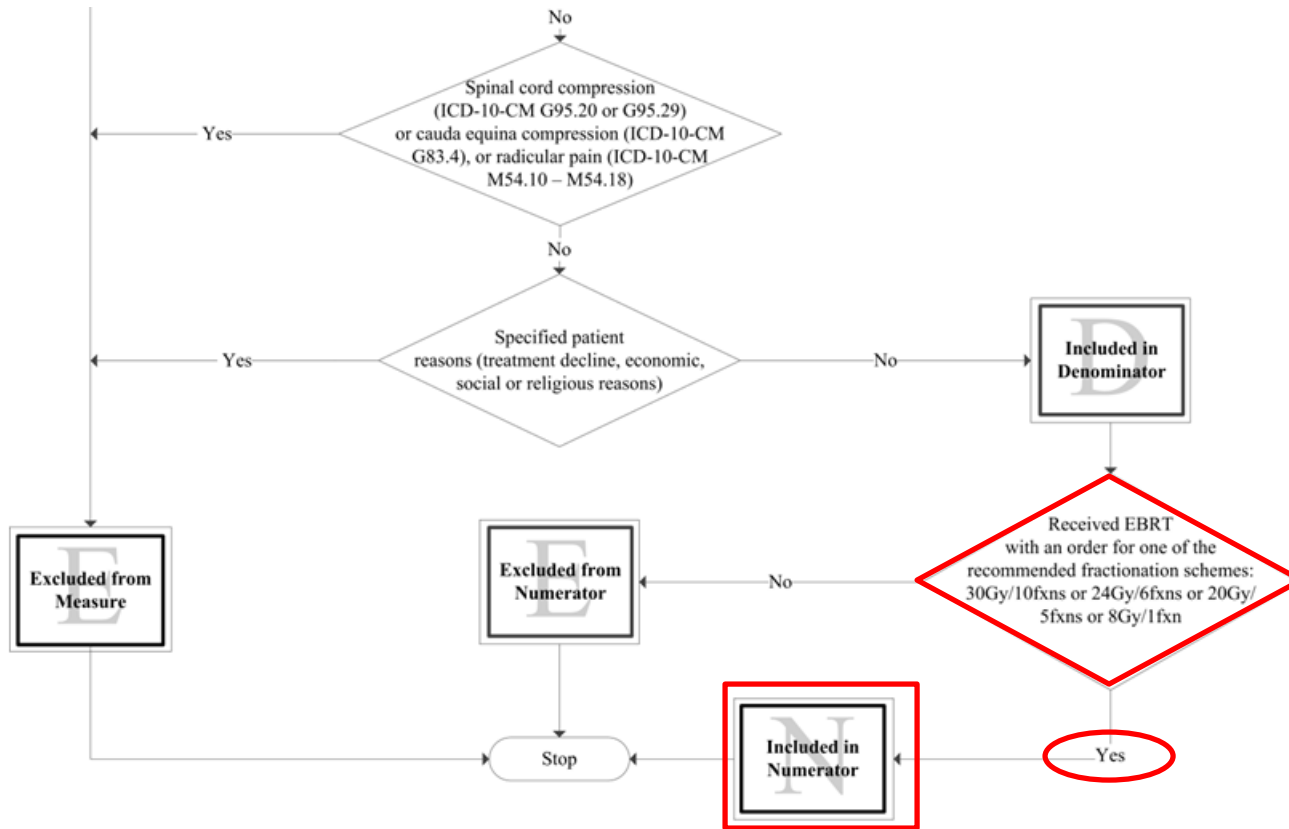 No
Spinal cord compression
(ICD-10-CM G95.20 or G95.29)
or cauda equina compression (ICD-10-CM
G83.4), or radicular pain (ICD-10-CM
M54.10 – M54.18)
Yes
No
Specified patient
reasons (treatment decline, economic,
social or religious reasons)
Yes
No
D
Included in
Denominator
Received EBRT
with an order for one of the
recommended fractionation schemes:
30Gy/10fxns or 24Gy/6fxns or 20Gy/
5fxns or 8Gy/1fxn
No
E
Excluded from
Numerator
E
Excluded from
Measure
Yes
N
Included in
Numerator
Stop